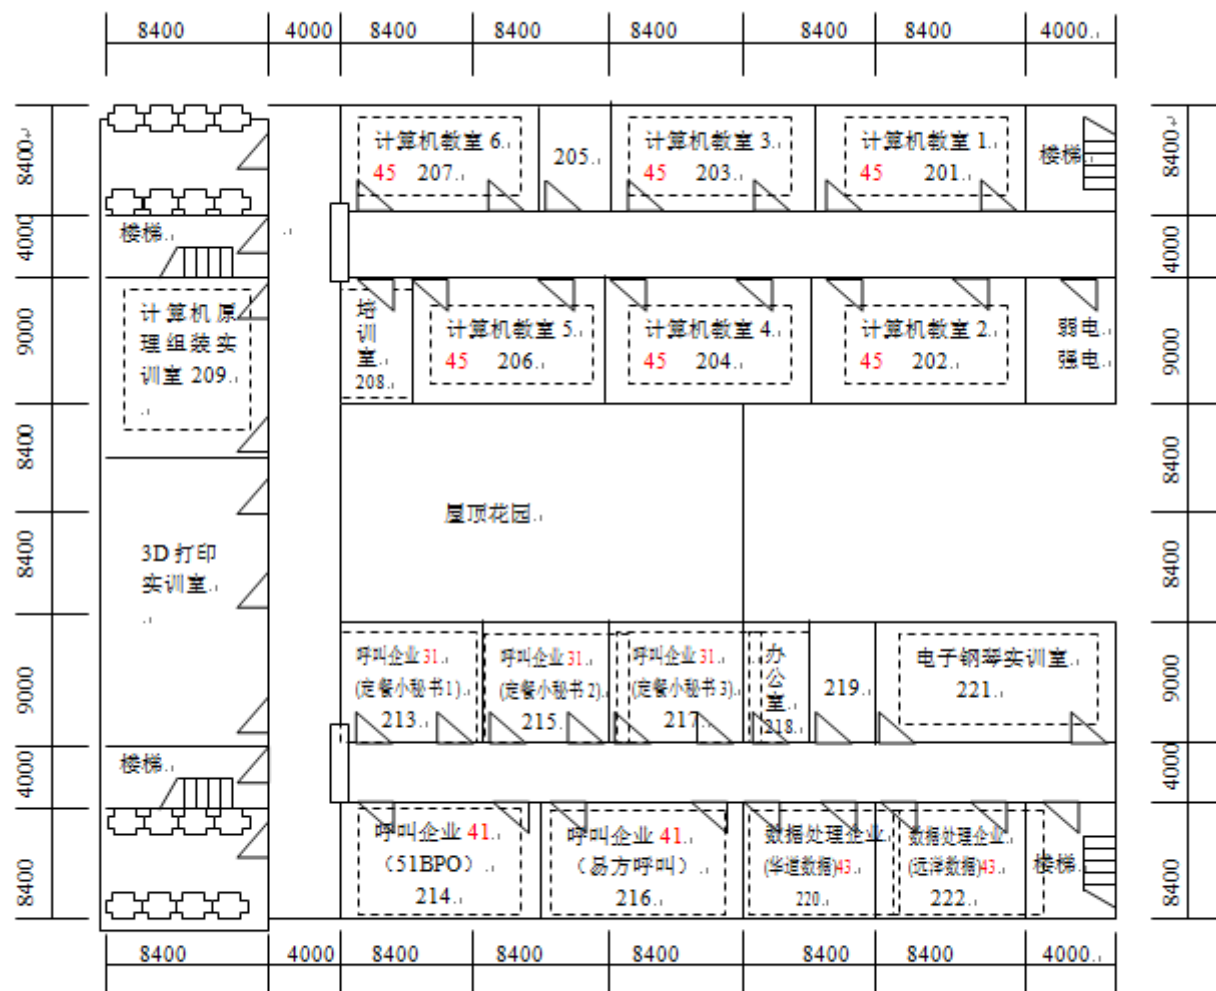 8400 4000 8400 8400 8400 8400 8400 4000
8400
4000
9000
8400
8400
9000
4000
8400
计算机教室 6
45 207
205
计算机教室 3
45 203
计算机教室 1
45 201
楼梯
楼梯
计算机原
理组装实
训室 209
培
训
室
208
计算机教室 5
45 206
计算机教室 4
45 204
计算机教室 2
45 202
弱电
强电
屋顶花园
3D 打印
实训室
呼叫企业 31
(定餐小秘书 1)
213
呼叫企业 31
(定餐小秘书 2)
215
呼叫企业 31
(定餐小秘书 3)
217
办
公
室
218
219
电子钢琴实训室
221
楼梯
呼叫企业 41
（51BPO）
214
呼叫企业 41
（易方呼叫）
216
数据处理企业
(华道数据)43
220
数据处理企业
(远洋数据)43
222
楼梯
8400
4000
9000
8400
8400
9000
4000
8400
8400 4000 8400 8400 8400 8400 8400 4000